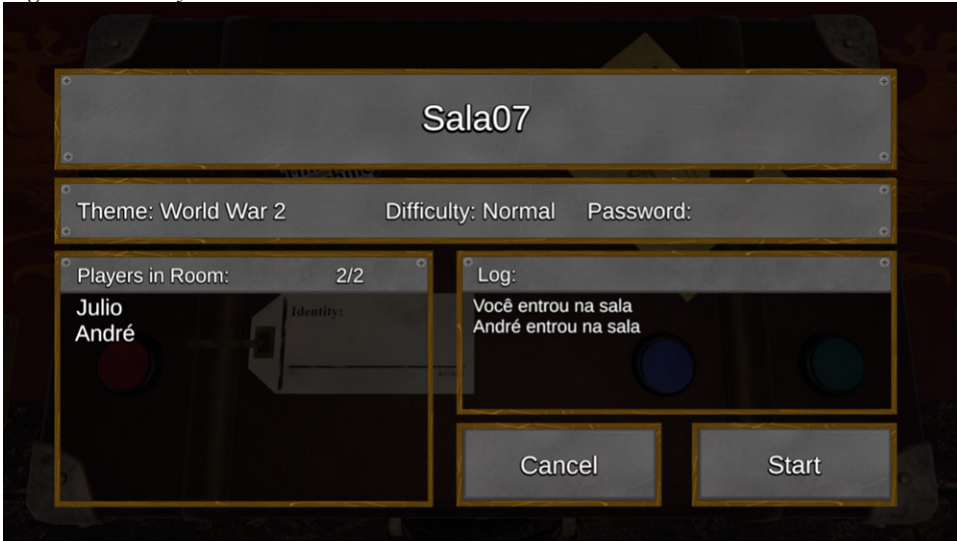 Sala07
Theme: World War 2 Difficulty: Normal Password:
Players in Room: 2/2
Julio
André
Log:
Você entrou na sala
André entrou na sala
Identity:
Cancel
Start